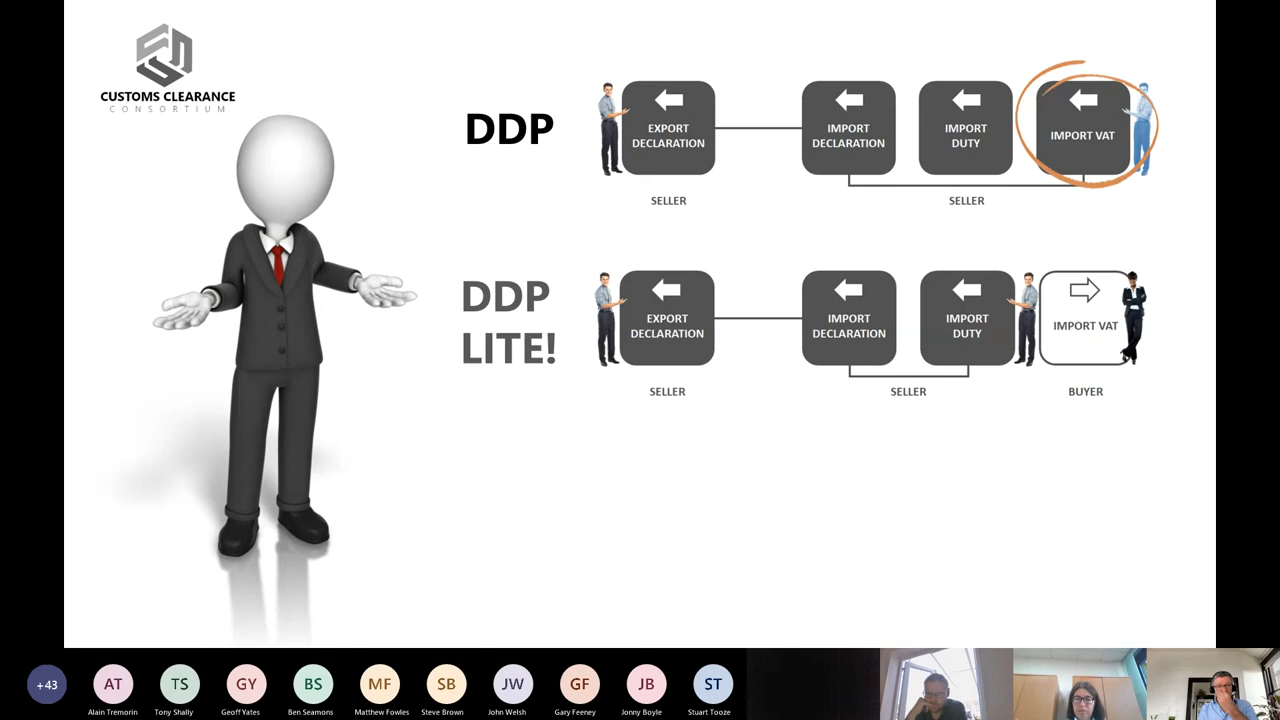 CUSTOMS CLEARANCE
CONSORTIUM
DDP
EXPORT
DECLARATION
IMPORT
DECLARATION
IMPORT
DUTY
IMPORT VAT
SELLER
SELLER
DDP
LITE!
EXPORT
DECLARATION
IMPORT
DECLARATION
IMPORT
DUTY
IMPORT VAT
SELLER
SELLER
BUYER
+43
AT
TS
GY
BS
MF
SB
JW
GF
JB
ST
Alain Tremorin
Tony Shally
Geoff Yates
Ben Seamons
Matthew Fowles
Steve Brown
John Welsh
Gary Feeney
Jonny Boyle
Stuart Tooze